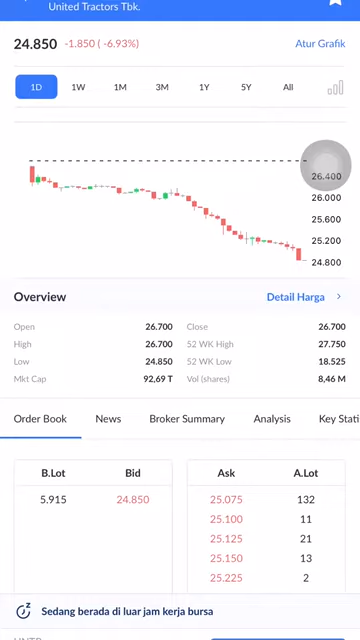 United Tractors Tbk.
24.850 -1.850 ( -6.93%) Atur Grafik
1D 1W 1M 3M 1Y 5Y All
26.400
26.000
25.600
25.200
24.800
Overview Detail Harga
Open 26.700 Close 26.700
High 26.700 52 WK High 27.750
Low 24.850 52 WK Low 18.525
Mkt Cap 92,69 T Vol (shares) 8,46 M
Order Book News Broker Summary Analysis Key Stati
B.Lot Bid Ask A.Lot
5.915 24.850 25.075 132
25.100 11
25.125 21
25.150 13
25.225 2
Sedang berada di luar jam kerja bursa